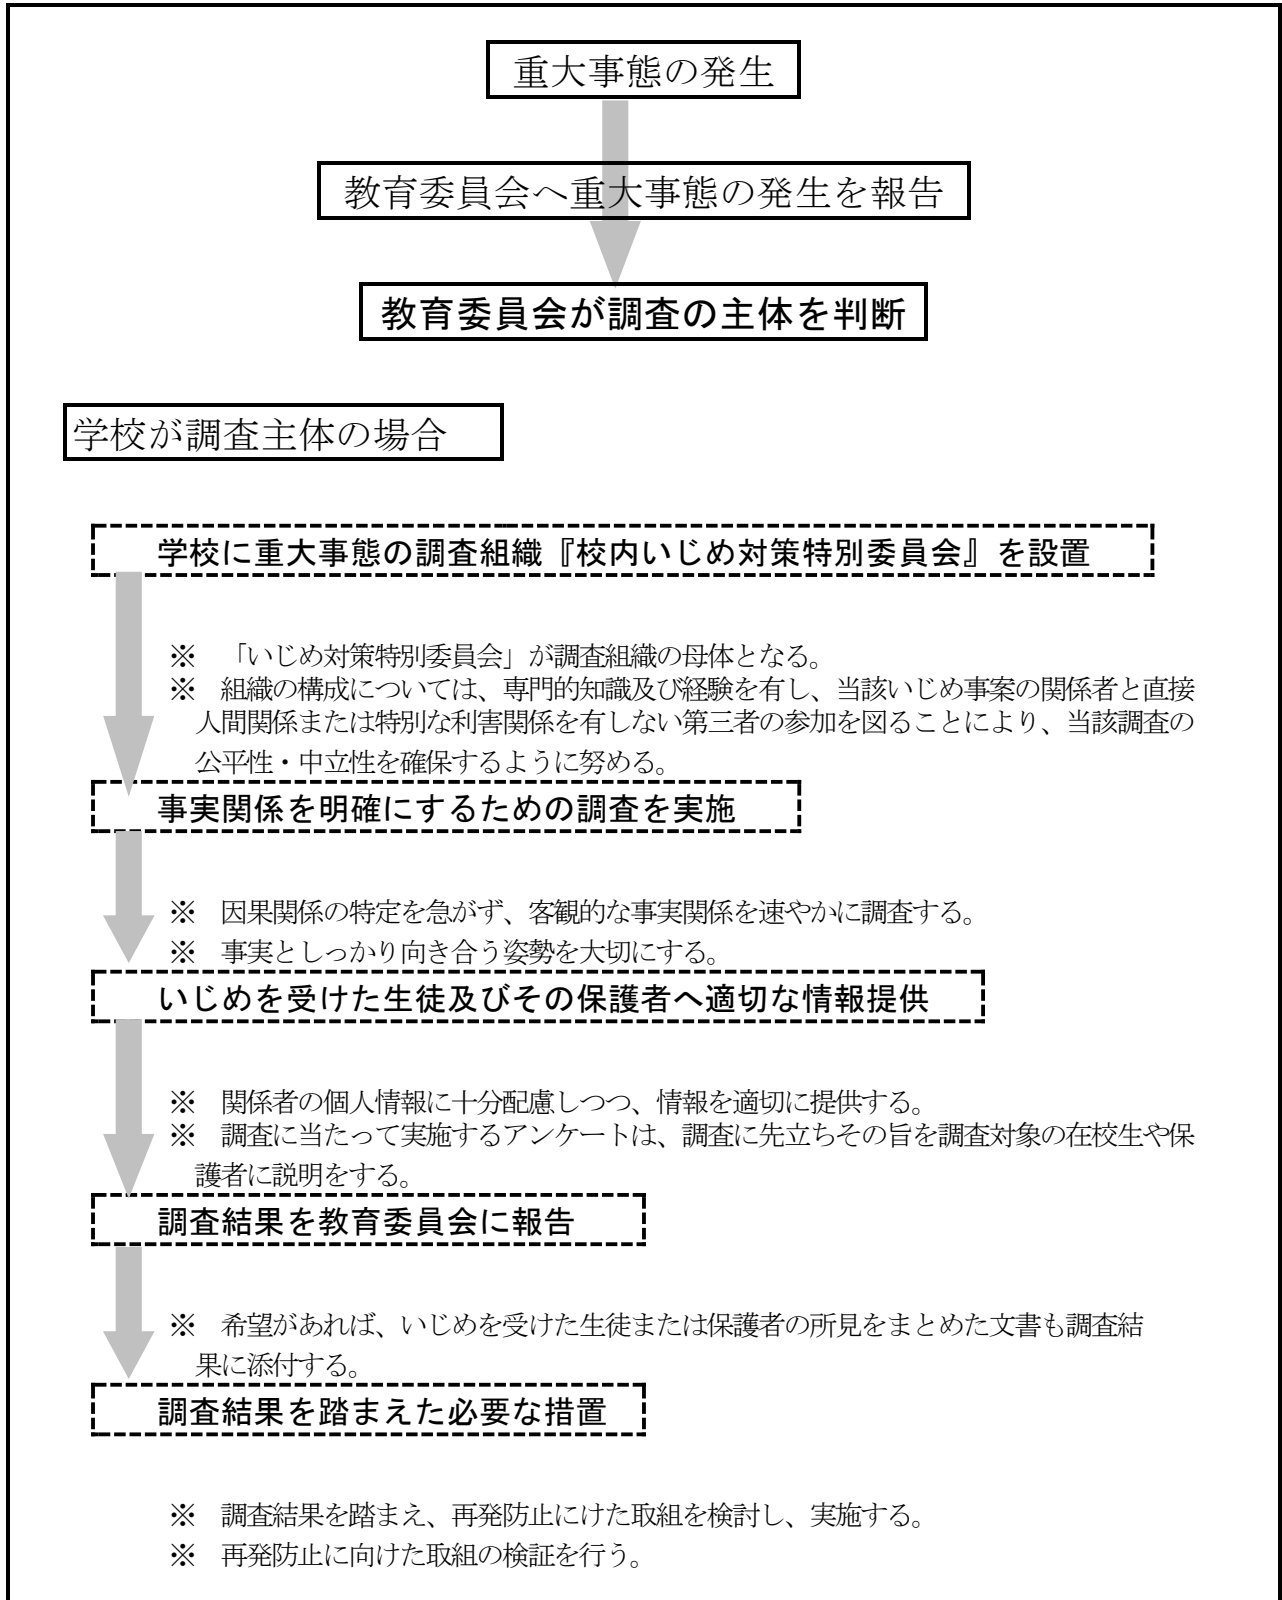 重大事態の発生
教育委員会へ重大事態の発生を報告
教育委員会が調査の主体を判断
学校が調査主体の場合
学校に重大事態の調査組織『校内いじめ対策特別委員会』を設置
※　「いじめ対策特別委員会」が調査組織の母体となる。
※　組織の構成については、専門的知識及び経験を有し、当該いじめ事案の関係者と直接
人間関係または特別な利害関係を有しない第三者の参加を図ることにより、当該調査の
公平性・中立性を確保するように努める。
事実関係を明確にするための調査を実施
※　因果関係の特定を急がず、客観的な事実関係を速やかに調査する。
※　事実としっかり向き合う姿勢を大切にする。
いじめを受けた生徒及びその保護者へ適切な情報提供
※　関係者の個人情報に十分配慮しつつ、情報を適切に提供する。
※　調査に当たって実施するアンケートは、調査に先立ちその旨を調査対象の在校生や保
護者に説明をする。
調査結果を教育委員会に報告
※　希望があれば、いじめを受けた生徒または保護者の所見をまとめた文書も調査結
果に添付する。
調査結果を踏まえた必要な措置
※　調査結果を踏まえ、再発防止にけた取組を検討し、実施する。
※　再発防止に向けた取組の検証を行う。